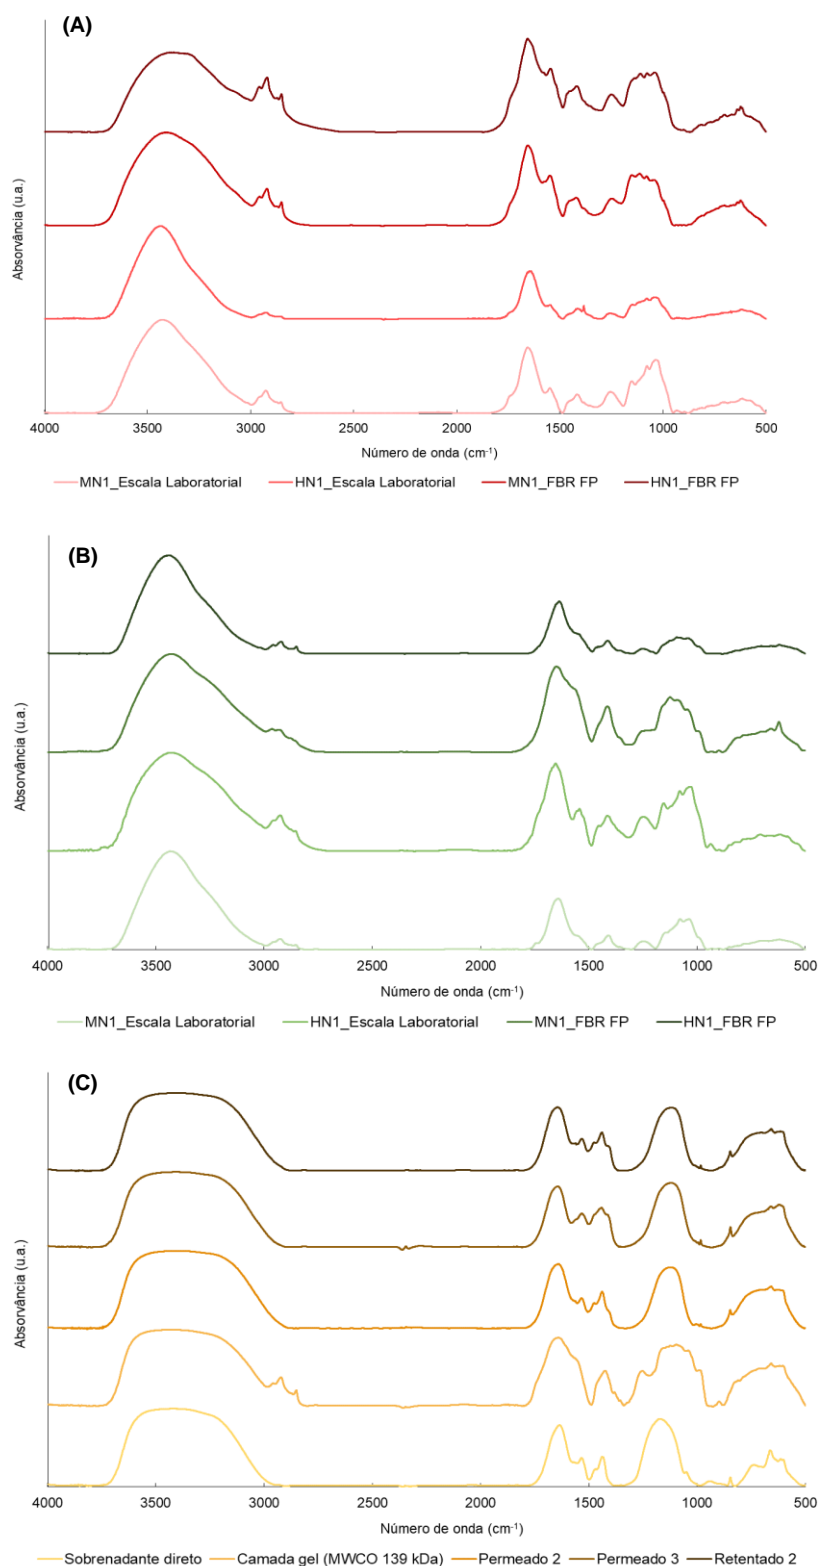 (A)
Absorvância (u.a.)
4000 3500 3000 2500 2000 1500 1000 500
Número de onda (cm⁻¹)
MN1_Escala Laboratorial HN1_Escala Laboratorial MN1_FBR FP HN1_FBR FP
(B)
Absorvância (u.a.)
4000 3500 3000 2500 2000 1500 1000 500
Número de onda (cm⁻¹)
MN1_Escala Laboratorial HN1_Escala Laboratorial MN1_FBR FP HN1_FBR FP
(C)
Absorvância (u.a.)
4000 3500 3000 2500 2000 1500 1000 500
Número de onda (cm⁻¹)
Sobrenadante direto Camada gel (MWCO 139 kDa) Permeado 2 Permeado 3 Retentado 2